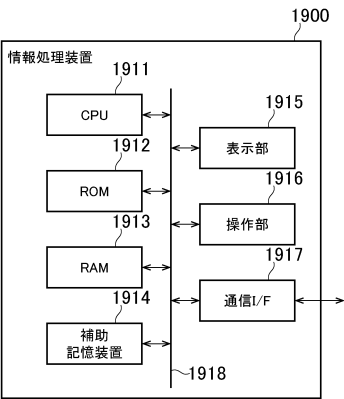 1900
情報処理装置
1911
CPU
1912
ROM
1913
RAM
1914
補助
記憶装置
1915
表示部
1916
操作部
1917
通信I/F
1918